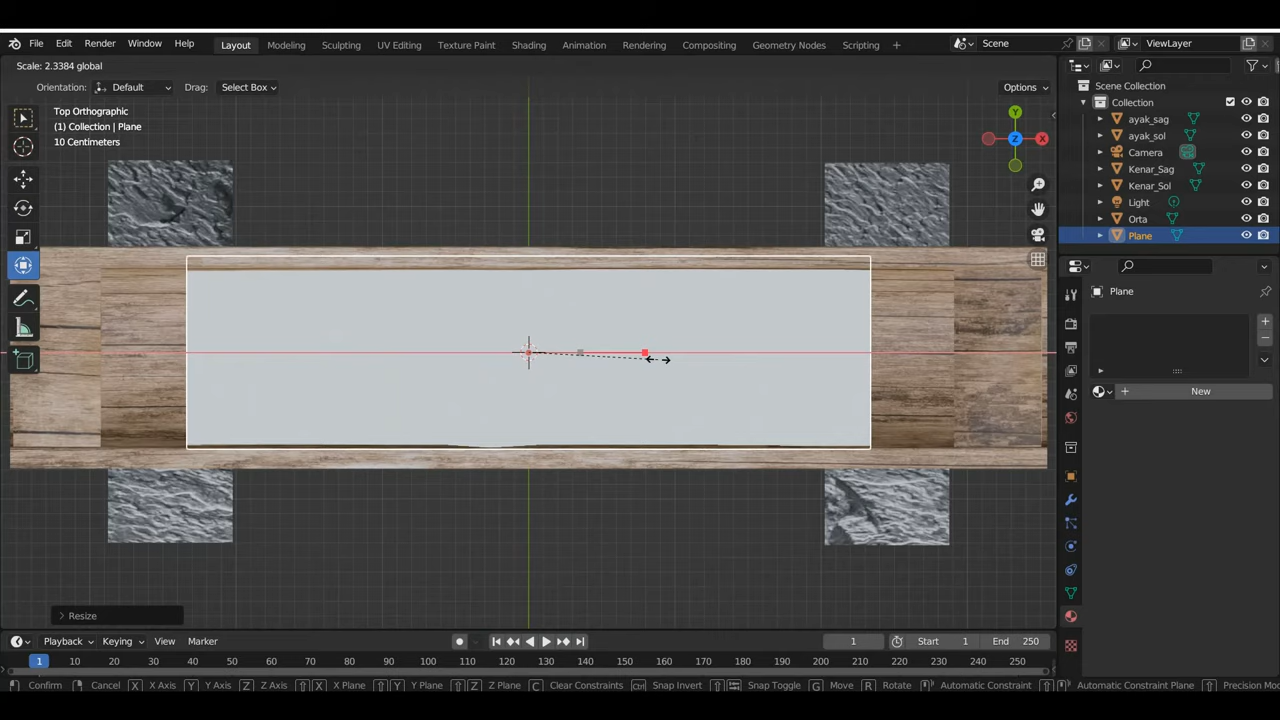 File Edit Render Window Help Layout Modeling Sculpting UV Editing Texture Paint Shading Animation Rendering Compositing Geometry Nodes Scripting + Scene ViewLayer
Scale: 2.3384 global
Orientation: Default Drag: Select Box Options
Scene Collection
Collection
Top Orthographic
(1) Collection | Plane
10 Centimeters
Y
X
Z
ayak_sag
ayak_sol
Camera
Kenar_Sag
Kenar_Sol
Light
Orta
Plane
Plane
New
Resize
Playback Keying View Marker 1 Start 1 End 250
1 10 20 30 40 50 60 70 80 90 100 110 120 130 140 150 160 170 180 190 200 210 220 230 240 250
Confirm Cancel X X Axis Y Y Axis Z Z Axis X X Plane Y Y Plane Z Z Plane C Clear Constraints Ctrl Snap Invert Snap Toggle G Move R Rotate Automatic Constraint Automatic Constraint Plane Precision Mo